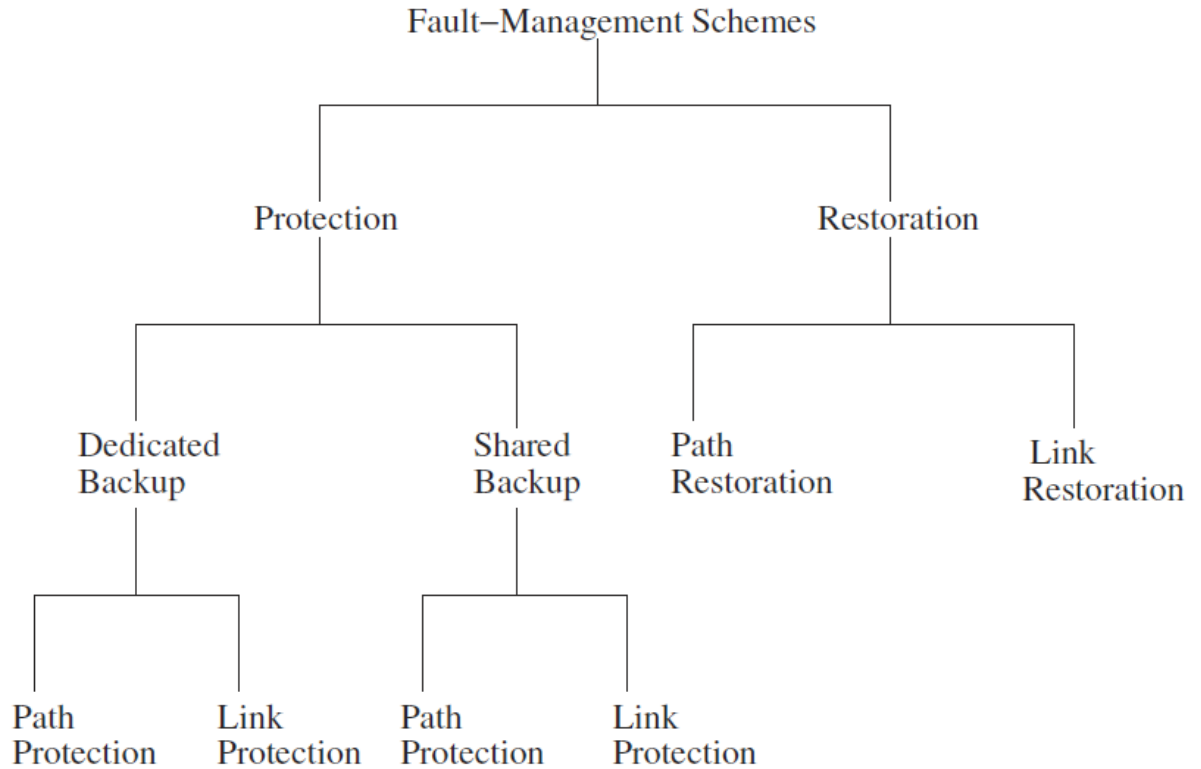 Fault−Management Schemes
Protection
Restoration
Dedicated
Backup
Shared
Backup
Path
Restoration
Link
Restoration
Path
Protection
Link
Protection
Path
Protection
Link
Protection